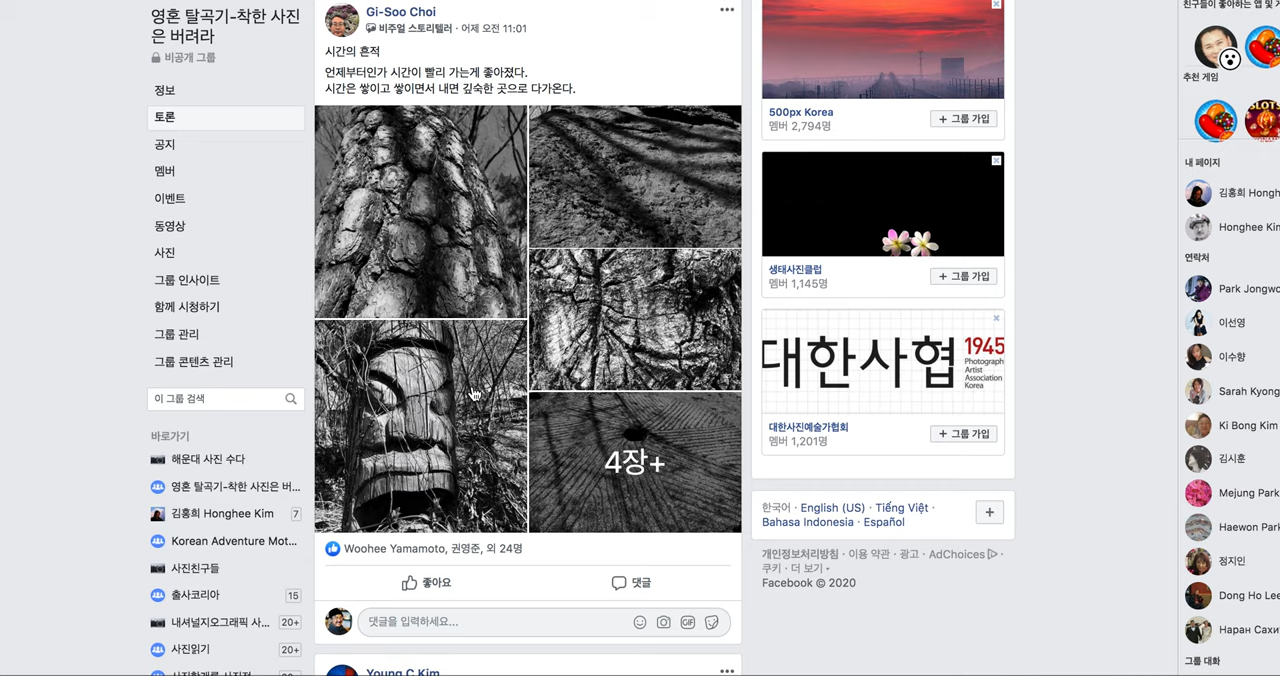 영혼 탈곡기-착한 사진
은 버려라
비공개 그룹
정보
토론
공지
멤버
이벤트
동영상
사진
그룹 인사이트
함께 시청하기
그룹 관리
그룹 콘텐츠 관리
이 그룹 검색
바로가기
해운대 사진 수다
영혼 탈곡기-착한 사진은 버...
김홍희 Honghee Kim 7
Korean Adventure Mot...
사진친구들
출사코리아 15
내셔널지오그래픽 사... 20+
사진읽기 20+
Gi-Soo Choi
비주얼 스토리텔러 · 어제 오전 11:01
시간의 흔적
언제부터인가 시간이 빨리 가는게 좋아졌다.
시간은 쌓이고 쌓이면서 내면 깊숙한 곳으로 다가온다.
4장+
Woohee Yamamoto, 권영준, 외 24명
좋아요 댓글
댓글을 입력하세요...
GIF
Young C Kim
500px Korea
멤버 2,794명
+ 그룹 가입
생태사진클럽
멤버 1,145명
+ 그룹 가입
대한사협
1945
Photograph
Artist
Association
Korea
대한사진예술가협회
멤버 1,201명
+ 그룹 가입
한국어 · English (US) · Tiếng Việt ·
Bahasa Indonesia · Español
개인정보처리방침 · 이용 약관 · 광고 · AdChoices ·
쿠키 · 더 보기
Facebook © 2020
친구들이 좋아하는 앱 및
추천 게임
SLOTS
내 페이지
김홍희 Hongh
Honghee Kim
연락처
Park Jongwo
이선영
이수향
Sarah Kyong
Ki Bong Kim
김시훈
Mejung Park
Haewon Park
정지인
Dong Ho Lee
Наран Сахи
그룹 대화